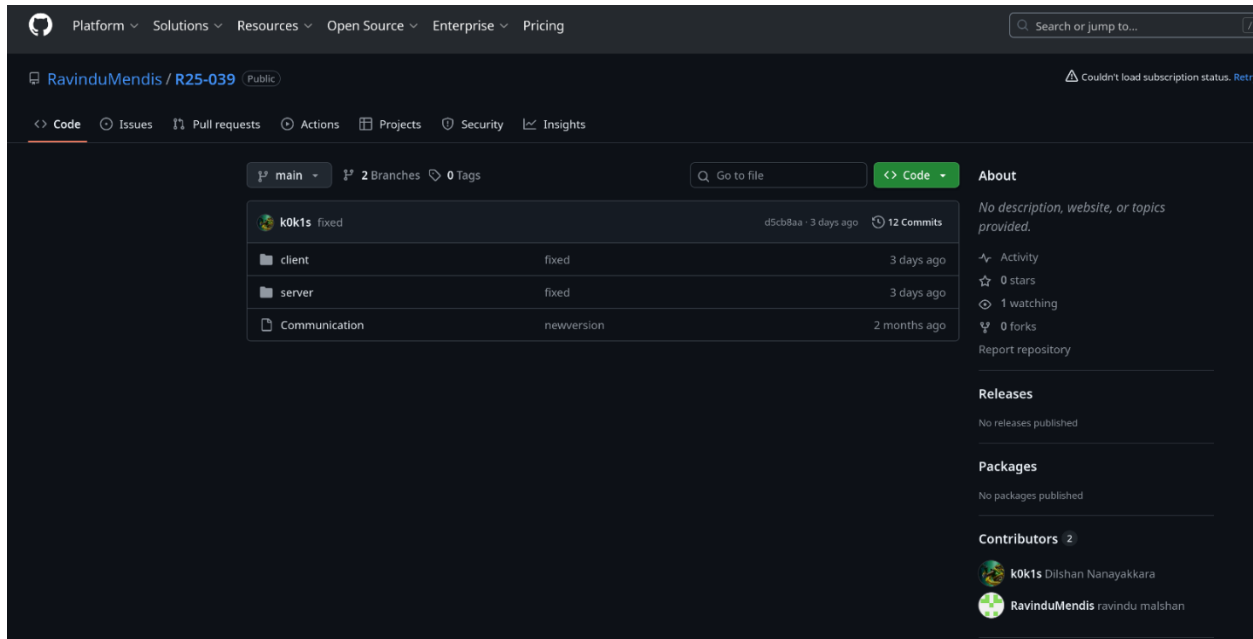 Platform Solutions Resources Open Source Enterprise Pricing
Search or jump to... /
RavinduMendis / R25-039 Public
Couldn't load subscription status. Retr
Code Issues Pull requests Actions Projects Security Insights
main 2 Branches 0 Tags
Go to file
Code
k0k1s fixed d5cb8aa · 3 days ago 12 Commits
client fixed 3 days ago
server fixed 3 days ago
Communication newversion 2 months ago
About
No description, website, or topics
provided.
Activity
0 stars
1 watching
0 forks
Report repository
Releases
No releases published
Packages
No packages published
Contributors 2
k0k1s Dilshan Nanayakkara
RavinduMendis ravindu malshan